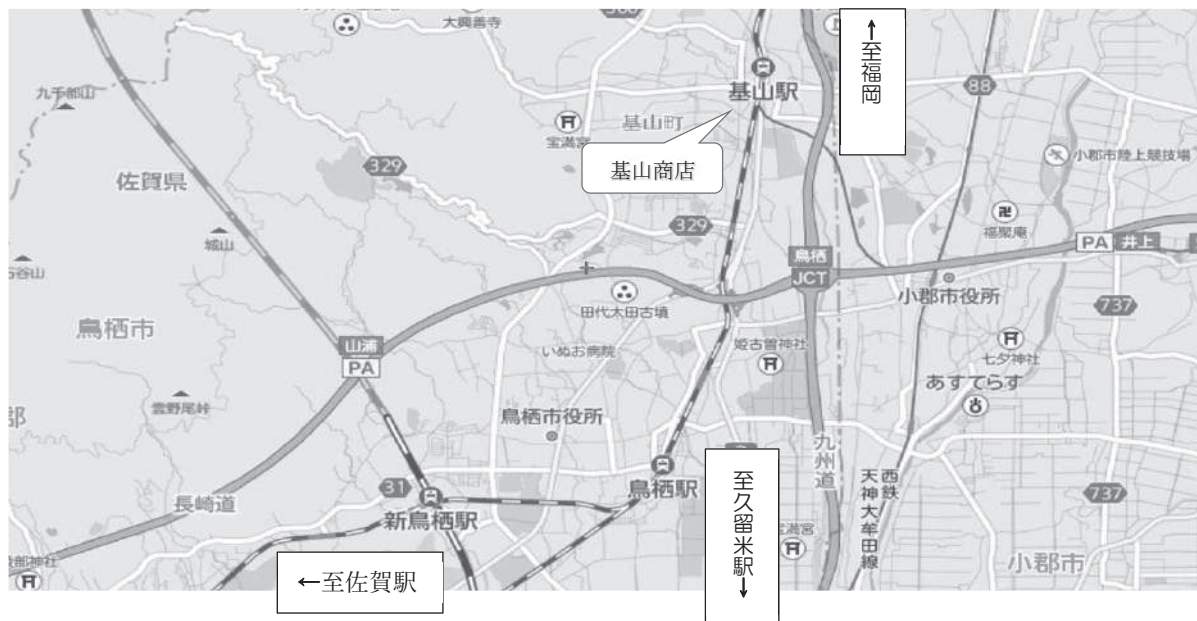 大興善寺
九千部山
基山駅
↑至福岡
88
宝満宮
基山町
小郡市陸上競技場
329
基山商店
佐賀県
福聚庵
329
城山
PA 井上
鳥栖
JCT
小郡市役所
田代太田古墳
737
鳥栖市
山浦
PA
いぬお病院
姫古曽神社
七夕神社
あすてらす
雲野尾峠
鳥栖市役所
九州道
至久留米駅↓
西鉄
天神大牟田線
鳥栖駅
31
737
長崎道
新鳥栖駅
宝満宮
小郡市
←至佐賀駅